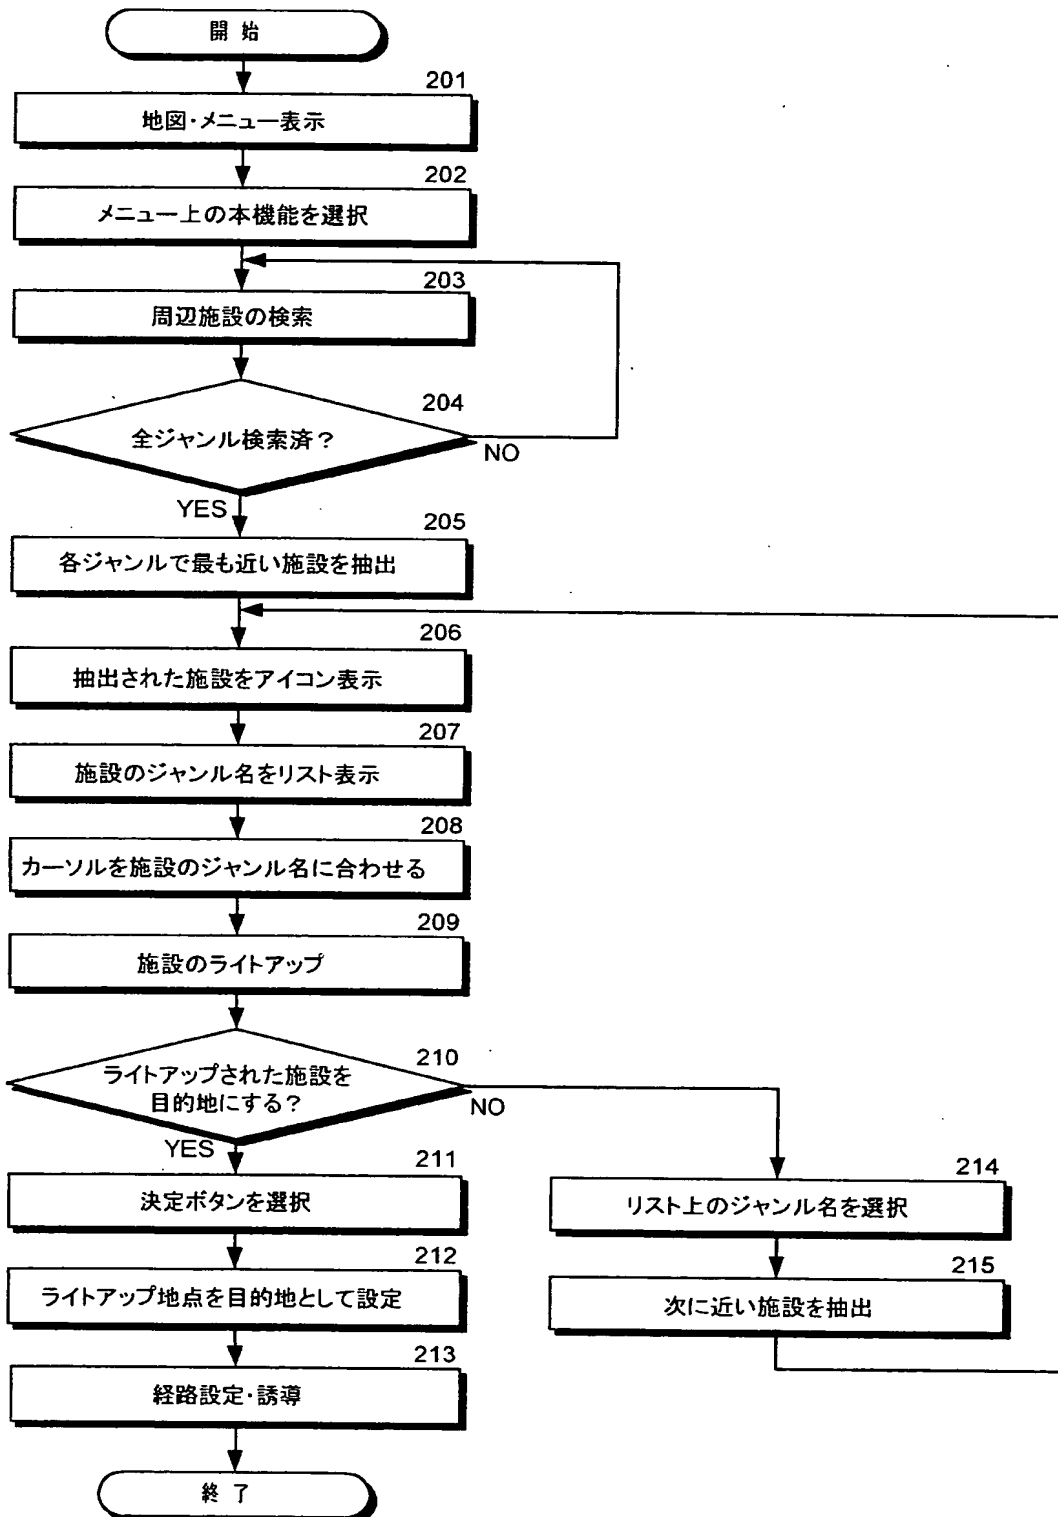 開 始
201
地図・メニュー表示
202
メニュー上の本機能を選択
203
周辺施設の検索
204
全ジャンル検索済？
NO
YES
205
各ジャンルで最も近い施設を抽出
206
抽出された施設をアイコン表示
207
施設のジャンル名をリスト表示
208
カーソルを施設のジャンル名に合わせる
209
施設のライトアップ
210
ライトアップされた施設を
目的地にする？
NO
YES
211
決定ボタンを選択
212
ライトアップ地点を目的地として設定
213
経路設定・誘導
終 了
214
リスト上のジャンル名を選択
215
次に近い施設を抽出